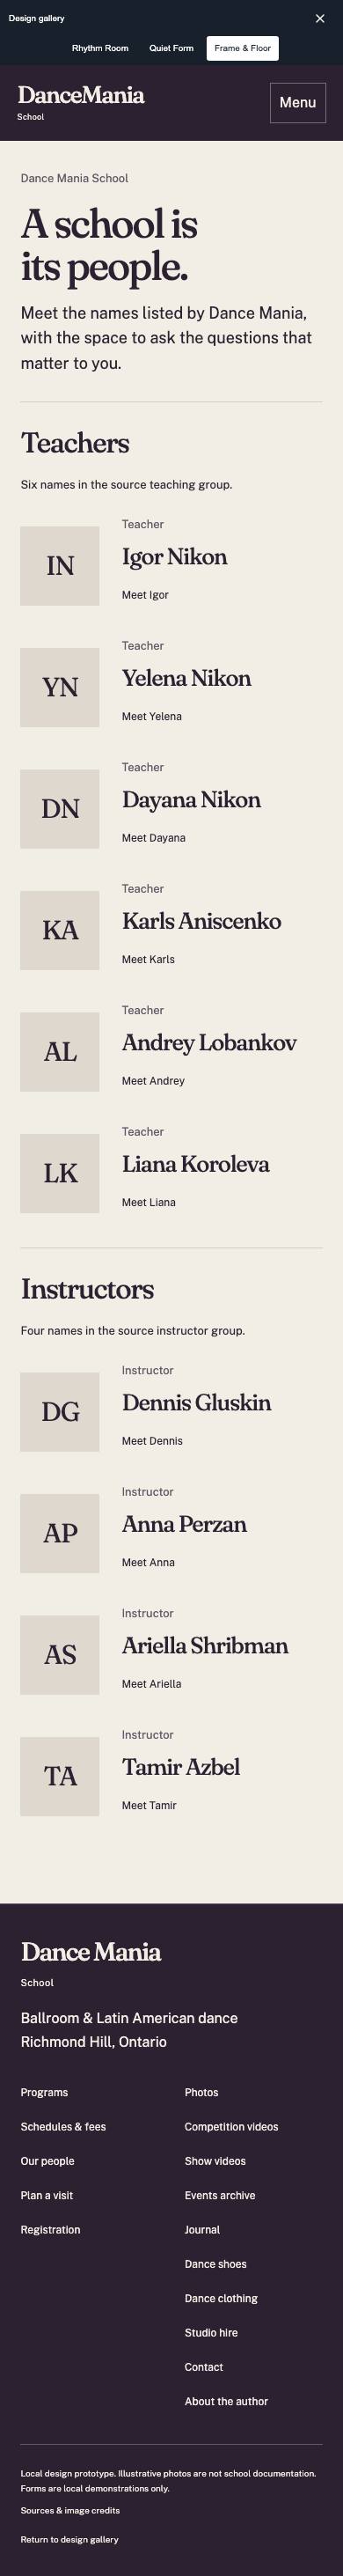 Design gallery
×
Rhythm Room Quiet Form Frame & Floor
DanceMania
School
Menu
Dance Mania School
A school is
its people.
Meet the names listed by Dance Mania,
with the space to ask the questions that
matter to you.
Teachers
Six names in the source teaching group.
IN
Teacher
Igor Nikon
Meet Igor
YN
Teacher
Yelena Nikon
Meet Yelena
DN
Teacher
Dayana Nikon
Meet Dayana
KA
Teacher
Karls Aniscenko
Meet Karls
AL
Teacher
Andrey Lobankov
Meet Andrey
LK
Teacher
Liana Koroleva
Meet Liana
Instructors
Four names in the source instructor group.
DG
Instructor
Dennis Gluskin
Meet Dennis
AP
Instructor
Anna Perzan
Meet Anna
AS
Instructor
Ariella Shribman
Meet Ariella
TA
Instructor
Tamir Azbel
Meet Tamir
Dance Mania
School
Ballroom & Latin American dance
Richmond Hill, Ontario
Programs
Schedules & fees
Our people
Plan a visit
Registration
Photos
Competition videos
Show videos
Events archive
Journal
Dance shoes
Dance clothing
Studio hire
Contact
About the author
Local design prototype. Illustrative photos are not school documentation.
Forms are local demonstrations only.
Sources & image credits
Return to design gallery